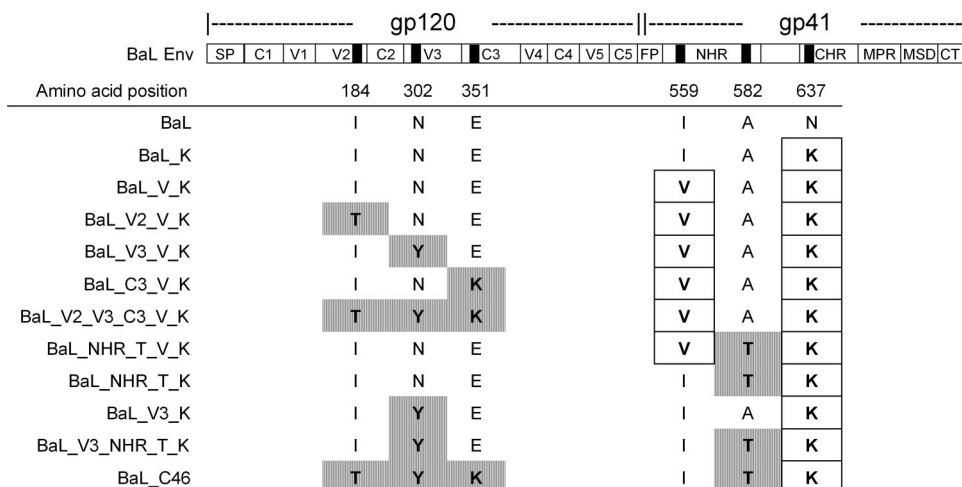 |--------------- gp120 ---------------||------------ gp41 ------------
BaL Env SP C1 V1 V2 C2 V3 C3 V4 C4 V5 C5 FP NHR CHR MPR MSD CT
Amino acid position 184 302 351 559 582 637
BaL I N E I A N
BaL_K I N E I A K
BaL_V_K I N E V A K
BaL_V2_V_K T N E V A K
BaL_V3_V_K I Y E V A K
BaL_C3_V_K I N K V A K
BaL_V2_V3_C3_V_K T Y K V A K
BaL_NHR_T_V_K I N E V T K
BaL_NHR_T_K I N E I T K
BaL_V3_K I Y E I A K
BaL_V3_NHR_T_K I Y E I T K
BaL_C46 T Y K I T K